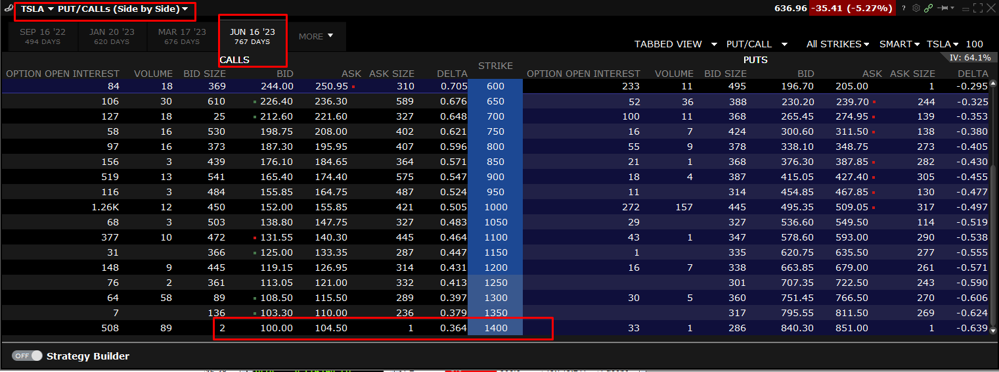 TSLA PUT/CALLs (Side by Side) 636.96 -35.41 (-5.27%) ?
SEP 16 '22 JAN 20 '23 MAR 17 '23 JUN 16 '23 MORE
494 DAYS 620 DAYS 676 DAYS 767 DAYS
TABBED VIEW PUT/CALL All STRIKES SMART TSLA 100
CALLS PUTS IV: 64.1%
STRIKE
OPTION OPEN INTEREST VOLUME BID SIZE BID ASK ASK SIZE DELTA OPTION OPEN INTEREST VOLUME BID SIZE BID ASK ASK SIZE DELTA
84 18 369 244.00 250.95 310 0.705 600 233 11 495 196.70 205.00 1 -0.295
106 30 610 226.40 236.30 589 0.676 650 52 36 388 230.20 239.70 244 -0.325
127 18 25 212.60 221.60 327 0.648 700 100 11 368 265.45 274.95 139 -0.353
58 16 530 198.75 208.00 402 0.621 750 16 7 424 300.60 311.50 138 -0.380
97 16 373 187.30 195.95 407 0.596 800 55 9 378 338.10 348.75 273 -0.405
156 3 439 176.10 184.65 364 0.571 850 21 1 368 376.30 387.85 282 -0.430
519 13 541 165.40 174.40 575 0.547 900 18 4 387 415.05 427.40 305 -0.455
116 3 484 155.85 164.75 487 0.524 950 11 314 454.85 467.85 130 -0.477
1.26K 12 450 152.00 155.85 421 0.505 1000 272 157 445 495.35 509.05 317 -0.497
68 3 503 138.80 147.75 327 0.483 1050 29 327 536.60 549.50 114 -0.519
377 10 472 131.55 140.30 445 0.464 1100 43 1 347 578.60 593.00 290 -0.538
31 366 125.00 133.35 287 0.447 1150 1 335 620.75 635.50 277 -0.555
148 9 445 119.15 126.95 314 0.431 1200 16 7 338 663.85 679.00 261 -0.571
76 2 361 113.05 121.00 332 0.413 1250 301 707.35 722.50 243 -0.590
64 58 89 108.50 115.50 289 0.397 1300 30 5 360 751.45 766.50 270 -0.606
7 136 103.30 110.00 236 0.379 1350 317 795.55 811.50 269 -0.624
508 89 2 100.00 104.50 1 0.364 1400 33 1 286 840.30 851.00 1 -0.639
OFF Strategy Builder